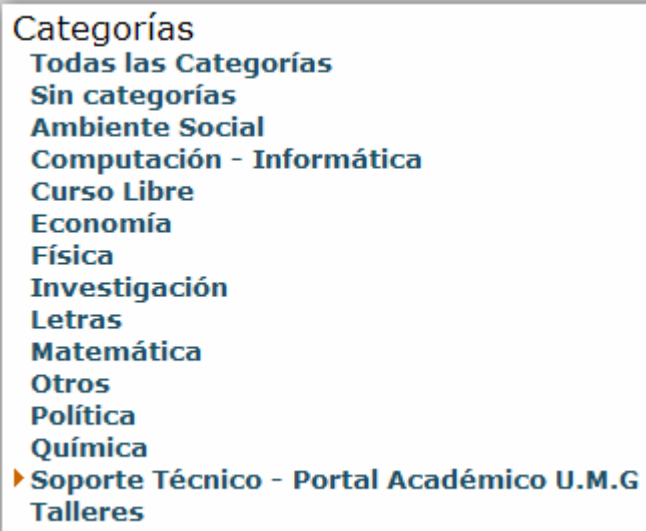 Categorías
Todas las Categorías
Sin categorías
Ambiente Social
Computación - Informática
Curso Libre
Economía
Física
Investigación
Letras
Matemática
Otros
Política
Química
Soporte Técnico - Portal Académico U.M.G
Talleres